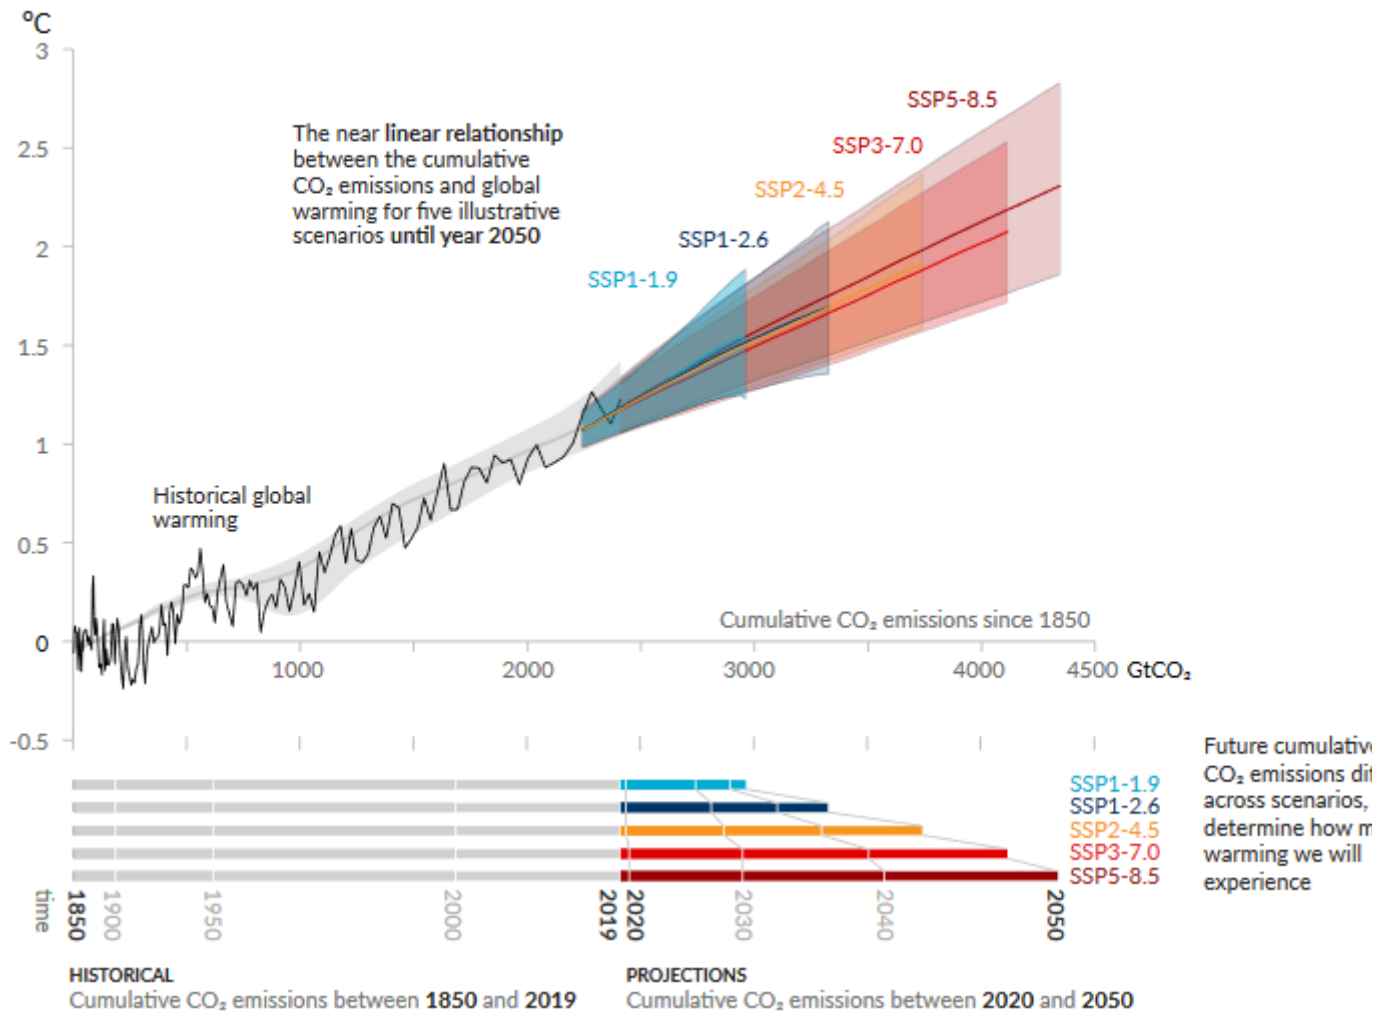 °C
3
2.5
2
1.5
1
0.5
0
-0.5
The near linear relationship
between the cumulative
CO₂ emissions and global
warming for five illustrative
scenarios until year 2050
SSP5-8.5
SSP3-7.0
SSP2-4.5
SSP1-2.6
SSP1-1.9
Historical global
warming
Cumulative CO₂ emissions since 1850
1000
2000
3000
4000
4500
GtCO₂
Future cumulativ
CO₂ emissions dif
across scenarios,
determine how m
warming we will
experience
SSP1-1.9
SSP1-2.6
SSP2-4.5
SSP3-7.0
SSP5-8.5
time
1850
1900
1950
2000
2019
2020
2030
2040
2050
HISTORICAL
Cumulative CO₂ emissions between 1850 and 2019
PROJECTIONS
Cumulative CO₂ emissions between 2020 and 2050